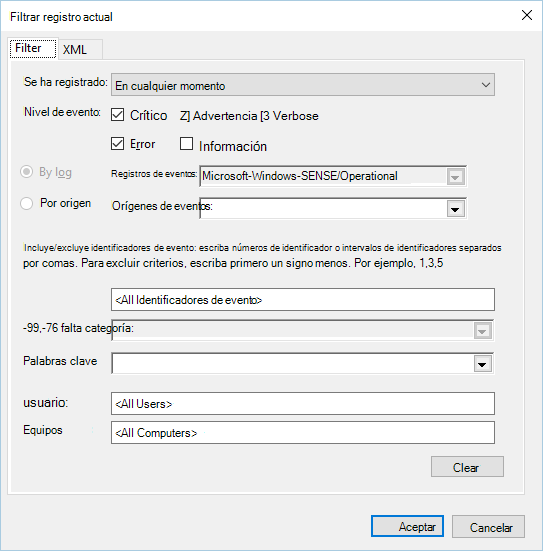 Filtrar registro actual
Filter XML
Se ha registrado: En cualquier momento
Nivel de evento: Crítico Z] Advertencia [3 Verbose
Error Información
By log Registros de eventos: Microsoft-Windows-SENSE/Operational
Por origen Orígenes de eventos:
Incluye/excluye identificadores de evento: escriba números de identificador o intervalos de identificadores separados
por comas. Para excluir criterios, escriba primero un signo menos. Por ejemplo, 1,3,5
<All Identificadores de evento>
-99,-76 falta categoría:
Palabras clave
usuario: <All Users>
Equipos <All Computers>
Clear
Aceptar Cancelar